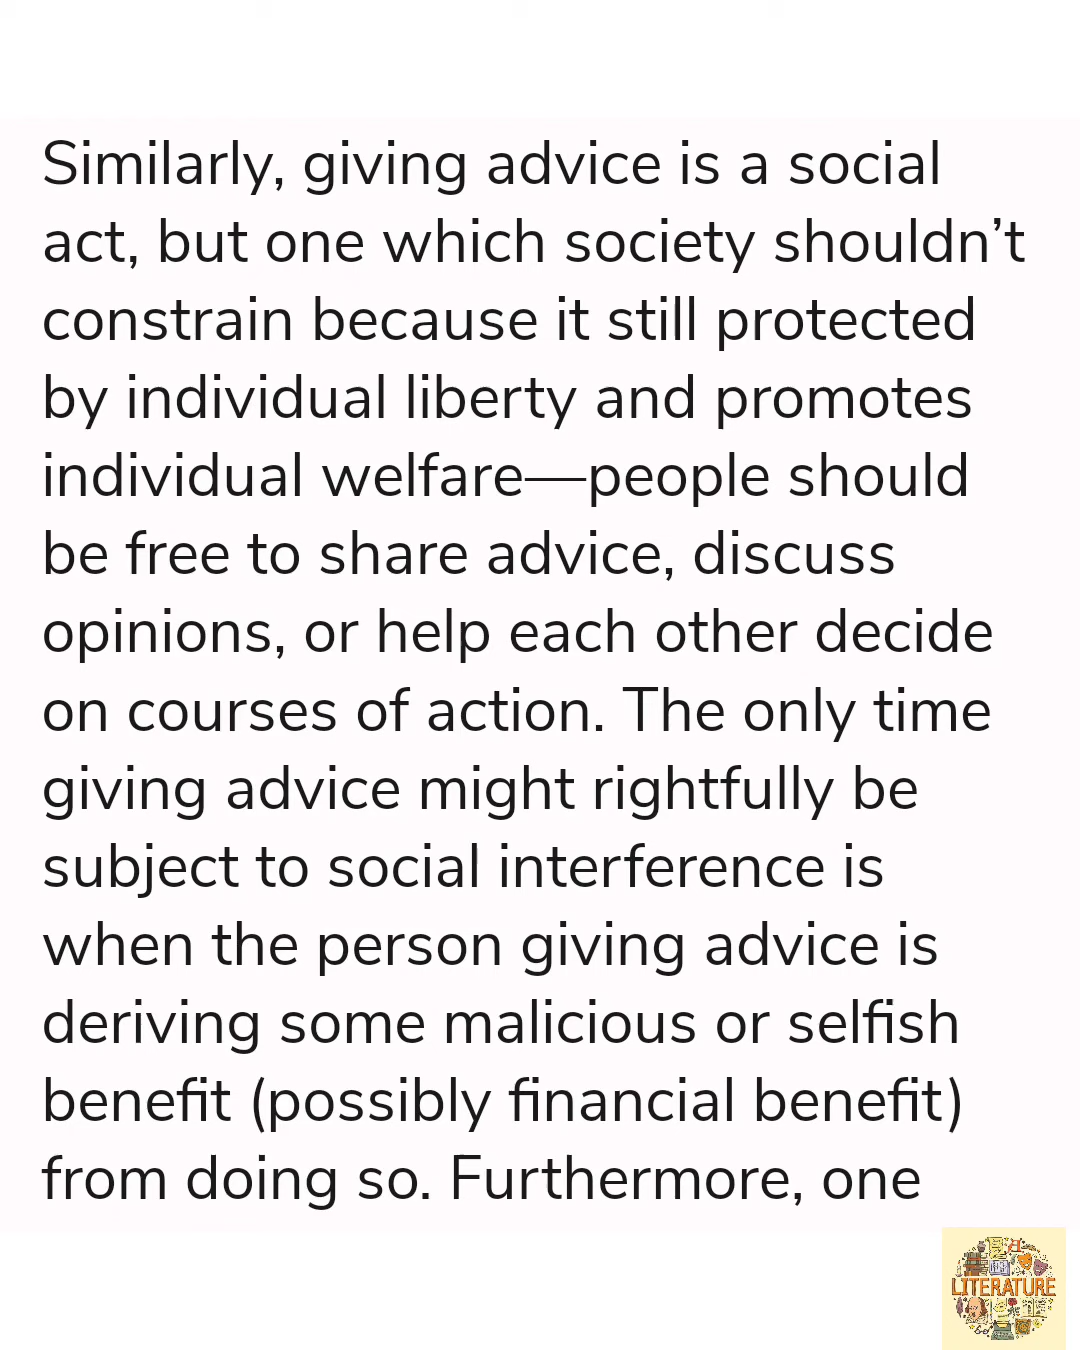 Similarly, giving advice is a social
act, but one which society shouldn’t
constrain because it still protected
by individual liberty and promotes
individual welfare—people should
be free to share advice, discuss
opinions, or help each other decide
on courses of action. The only time
giving advice might rightfully be
subject to social interference is
when the person giving advice is
deriving some malicious or selfish
benefit (possibly financial benefit)
from doing so. Furthermore, one
LITERATURE